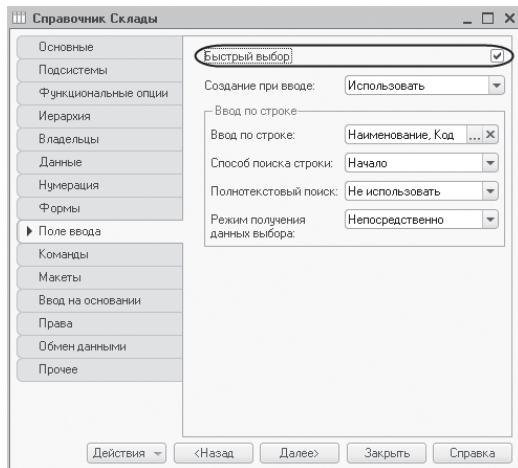 Справочник Склады
Основные
Подсистемы
Функциональные опции
Иерархия
Владельцы
Данные
Нумерация
Формы
Поле ввода
Команды
Макеты
Ввод на основании
Права
Обмен данными
Прочее
Быстрый выбор:
Создание при вводе: Использовать
Ввод по строке
Ввод по строке: Наименование, Код ...
Способ поиска строки: Начало
Полнотекстовый поиск: Не использовать
Режим получения данных выбора: Непосредственно
Действия <Назад Далее> Закрыть Справка